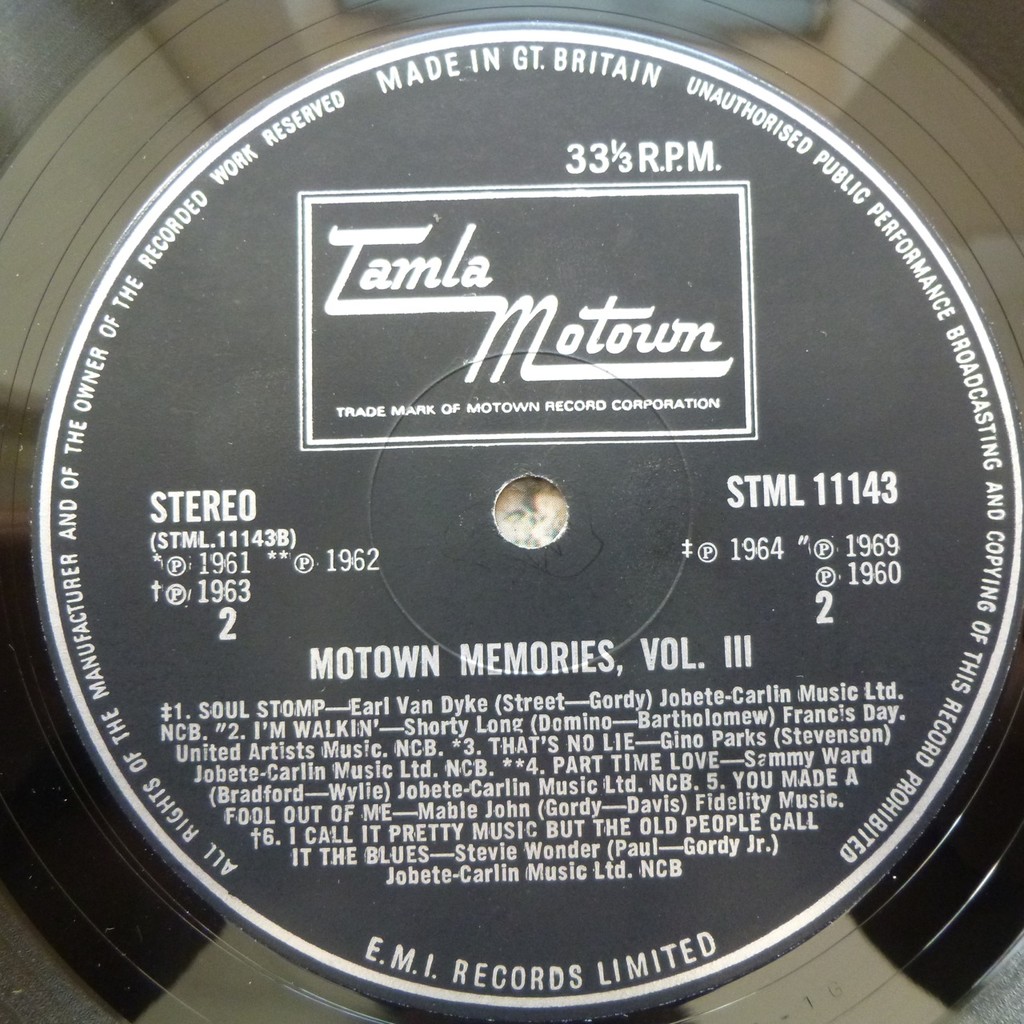 MADE IN GT. BRITAIN
UNAUTHORISED PUBLIC PERFORMANCE BROADCASTING AND COPYING OF THIS RECORD PROHIBITED
ALL RIGHTS OF THE MANUFACTURER AND OF THE OWNER OF THE RECORDED WORK RESERVED
33⅓ R.P.M.
Tamla
Motown
TRADE MARK OF MOTOWN RECORD CORPORATION
STEREO
(STML.11143B)
*℗ 1961 **℗ 1962
†℗ 1963
2
STML 11143
‡℗ 1964 "℗ 1969
℗ 1960
2
MOTOWN MEMORIES, VOL. III
‡1. SOUL STOMP—Earl Van Dyke (Street—Gordy) Jobete-Carlin Music Ltd.
NCB. "2. I'M WALKIN'—Shorty Long (Domino—Bartholomew) Francis Day.
United Artists Music. NCB. *3. THAT'S NO LIE—Gino Parks (Stevenson)
Jobete-Carlin Music Ltd. NCB. **4. PART TIME LOVE—Sammy Ward
(Bradford—Wylie) Jobete-Carlin Music Ltd. NCB. 5. YOU MADE A
FOOL OUT OF ME—Mable John (Gordy—Davis) Fidelity Music.
†6. I CALL IT PRETTY MUSIC BUT THE OLD PEOPLE CALL
IT THE BLUES—Stevie Wonder (Paul—Gordy Jr.)
Jobete-Carlin Music Ltd. NCB
E.M.I. RECORDS LIMITED